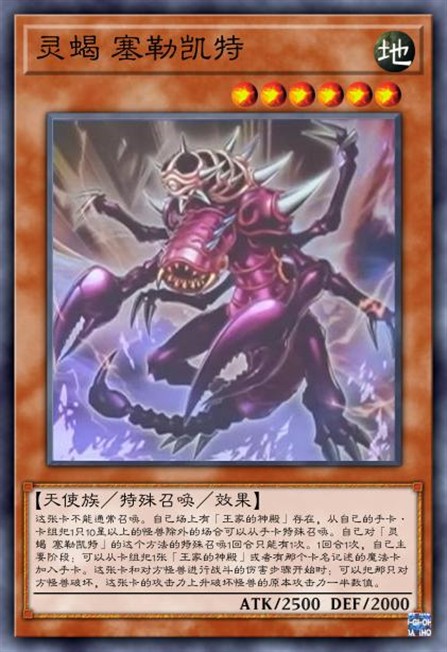 灵蝎 塞勒凯特
地
【天使族／特殊召唤／效果】
这张卡不能通常召唤。自己场上有「王家的神殿」存在，从自己的手卡·
卡组把1只10星以上的怪兽除外的场合可以从手卡特殊召唤。自己对「灵
蝎 塞勒凯特」的这个方法的特殊召唤1回合只能有1次。1回合1次，自己主
要阶段：可以从卡组把1张「王家的神殿」或者有那个卡名记述的魔法卡
加入手卡。这张卡和对方怪兽进行战斗的伤害步骤开始时：可以把那只对
方怪兽破坏，这张卡的攻击力上升破坏怪兽的原本攻击力一半数值。
ATK/2500 DEF/2000